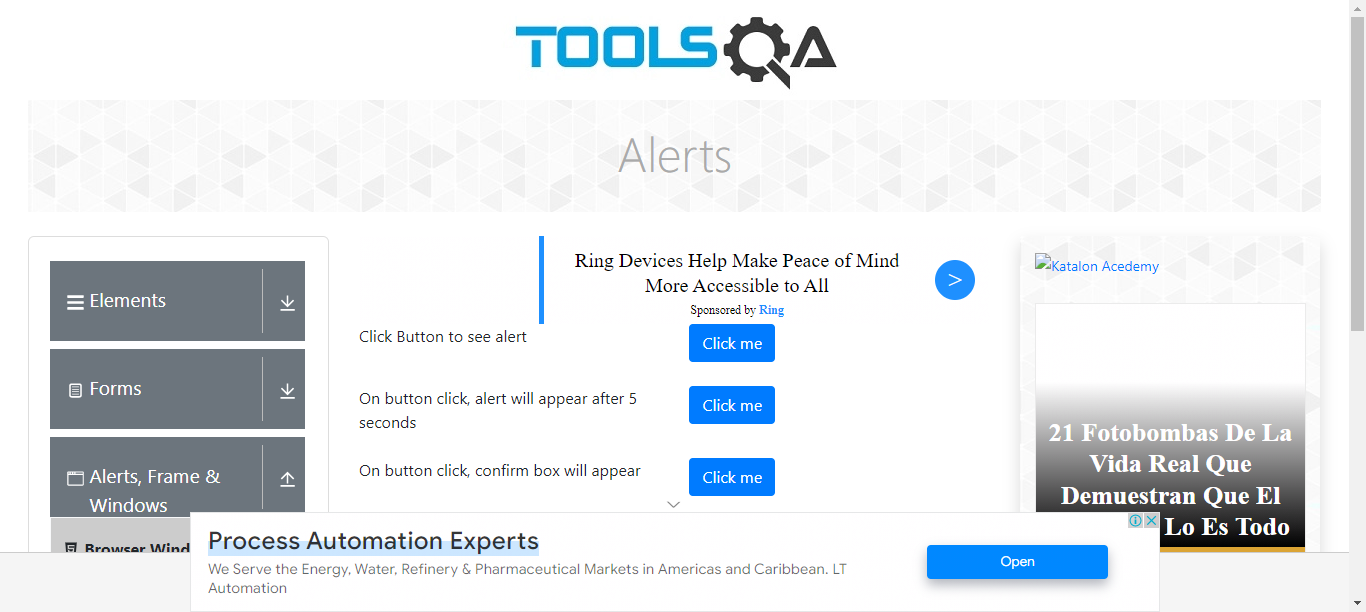 TOOLSQA
Alerts
Elements
Forms
Alerts, Frame &
Windows
Browser Wind
Ring Devices Help Make Peace of Mind
More Accessible to All
Sponsored by Ring
>
Click Button to see alert
Click me
On button click, alert will appear after 5
seconds
Click me
On button click, confirm box will appear
Click me
Katalon Acedemy
21 Fotobombas De La
Vida Real Que
Demuestran Que El
Lo Es Todo
Process Automation Experts
We Serve the Energy, Water, Refinery & Pharmaceutical Markets in Americas and Caribbean. LT
Automation
Open